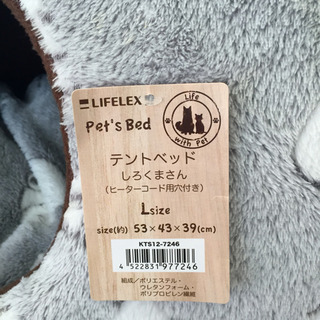 LIFELEX
Life
with Pet
Pet's Bed
テントベッド
しろくまさん
（ヒーターコード用穴付き）
Lsize
size(約) 53×43×39(cm)
KTS12-7246
4 522831 977246
組成／ポリエステル・
ウレタンフォーム・
ポリプロピレン繊維